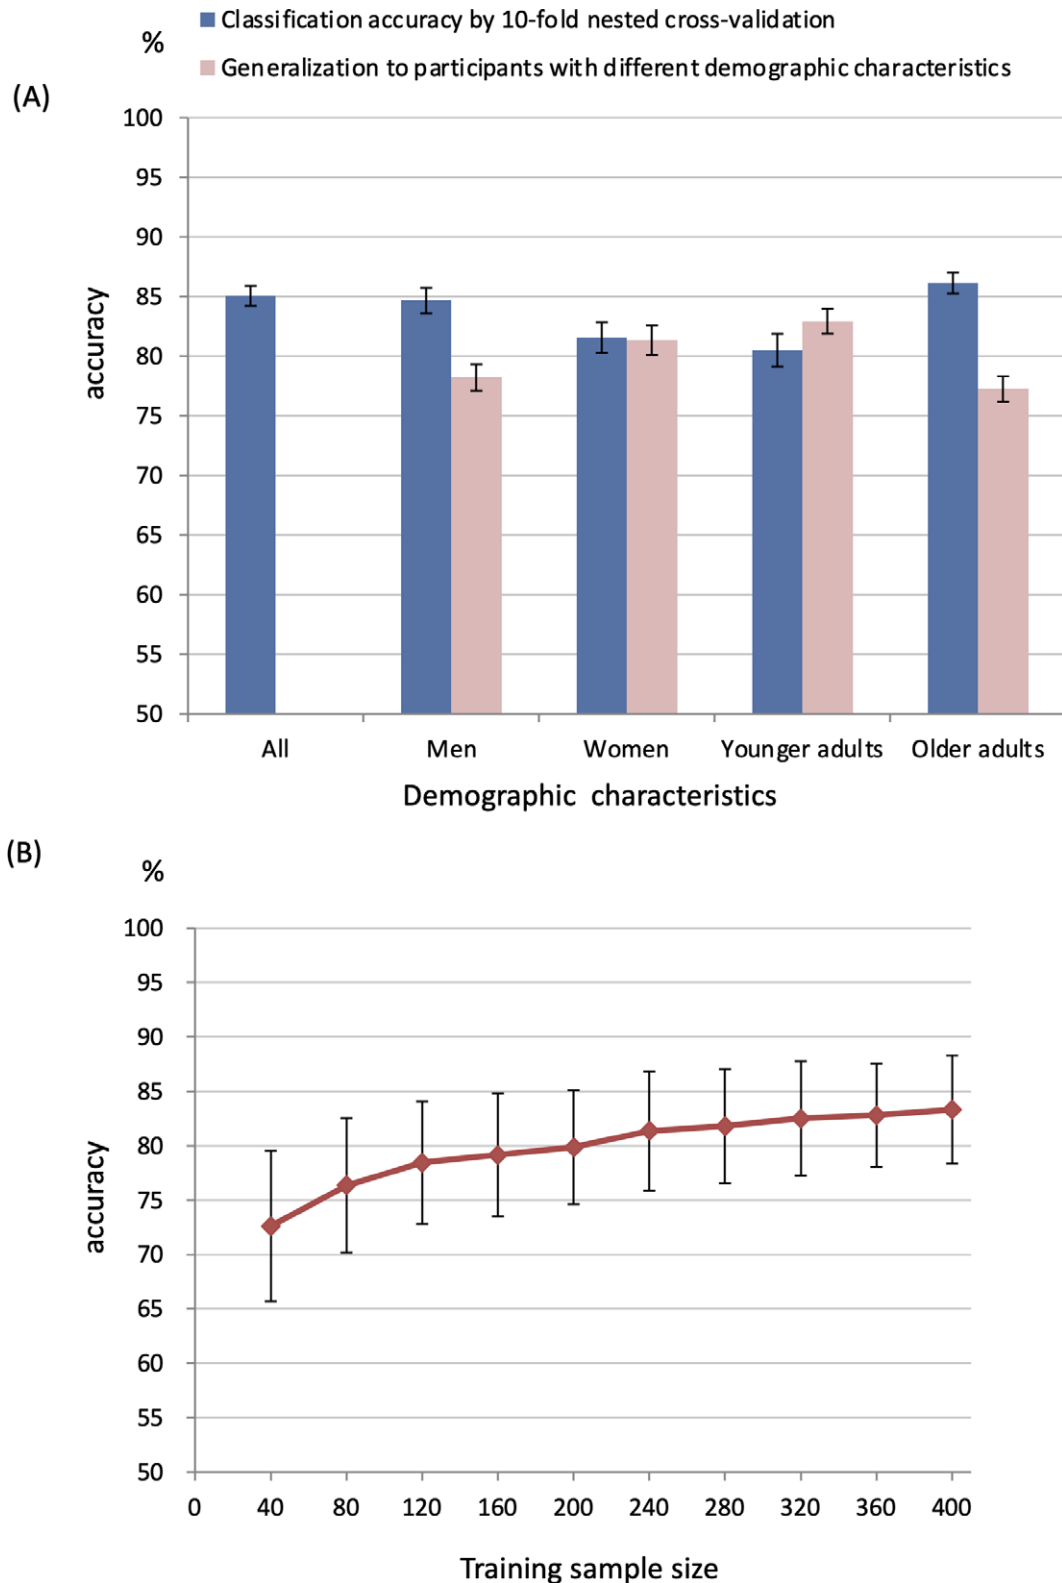 Classification accuracy by 10-fold nested cross-validation
%
Generalization to participants with different demographic characteristics
(A)
100
95
90
85
80
75
70
65
60
55
50
accuracy
All Men Women Younger adults Older adults
Demographic characteristics
(B)
%
100
95
90
85
80
75
70
65
60
55
50
accuracy
0 40 80 120 160 200 240 280 320 360 400
Training sample size